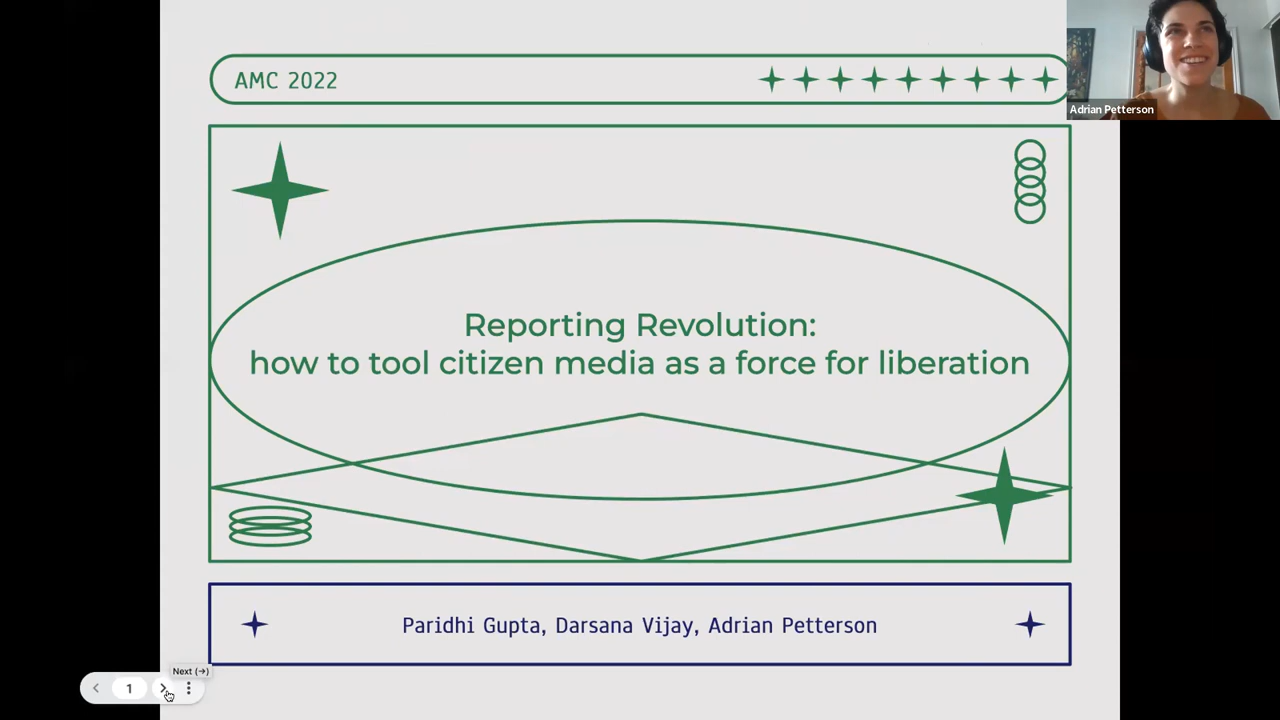 AMC 2022
Adrian Petterson
Reporting Revolution:
how to tool citizen media as a force for liberation
Paridhi Gupta, Darsana Vijay, Adrian Petterson
Next (→)
1